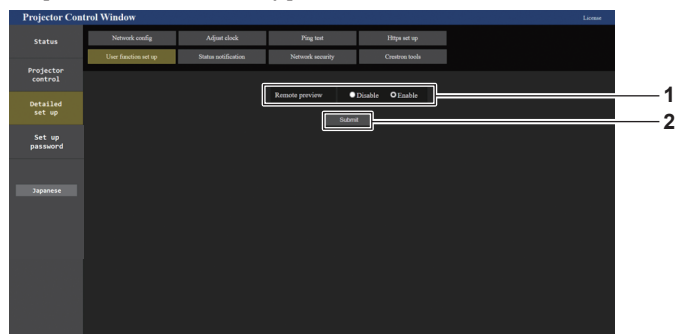 Projector Control Window
License
Status
Network config
Adjust clock
Ping test
Https set up
User function set up
Status notification
Network security
Crestron tools
Projector
control
Remote preview
Disable
Enable
1
Detailed
set up
Submit
2
Set up
password
Japanese